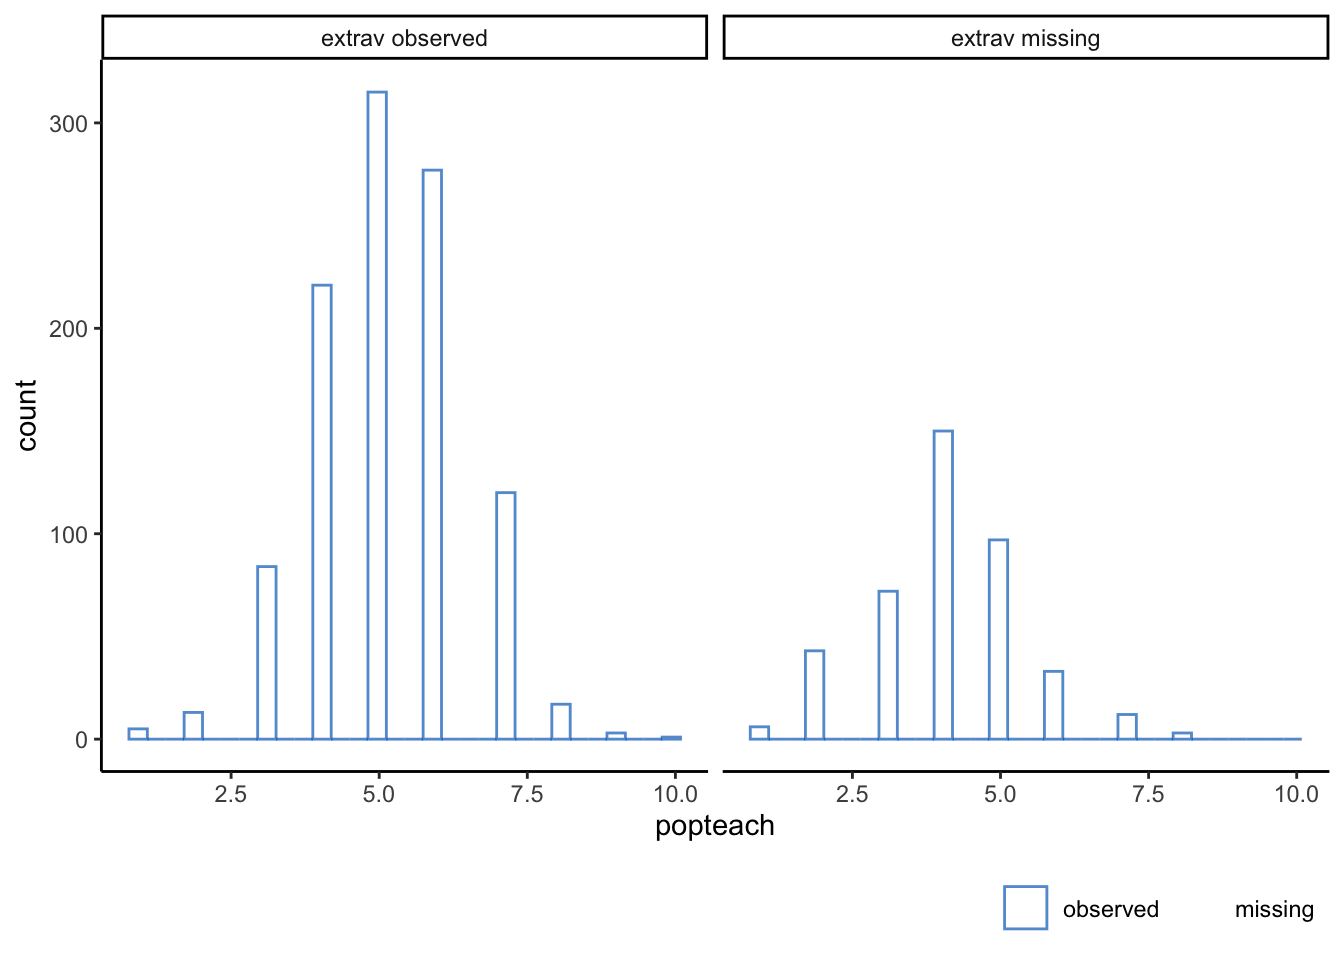 extrav observed
extrav missing
300
200
100
0
count
2.5 5.0 7.5 10.0
2.5 5.0 7.5 10.0
popteach
observed missing